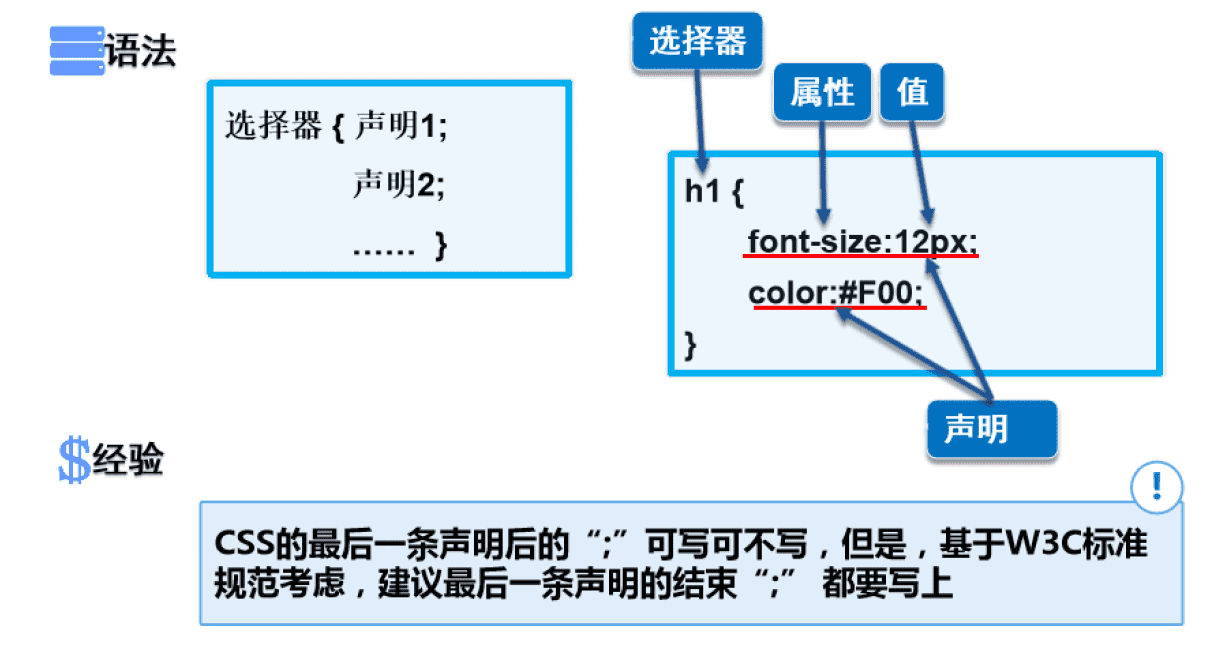 语法
选择器 { 声明1;
声明2;
…… }
选择器
属性
值
h1 {
font-size:12px;
color:#F00;
}
声明
$经验
!
CSS的最后一条声明后的“;”可写可不写，但是，基于W3C标准
规范考虑，建议最后一条声明的结束“;” 都要写上